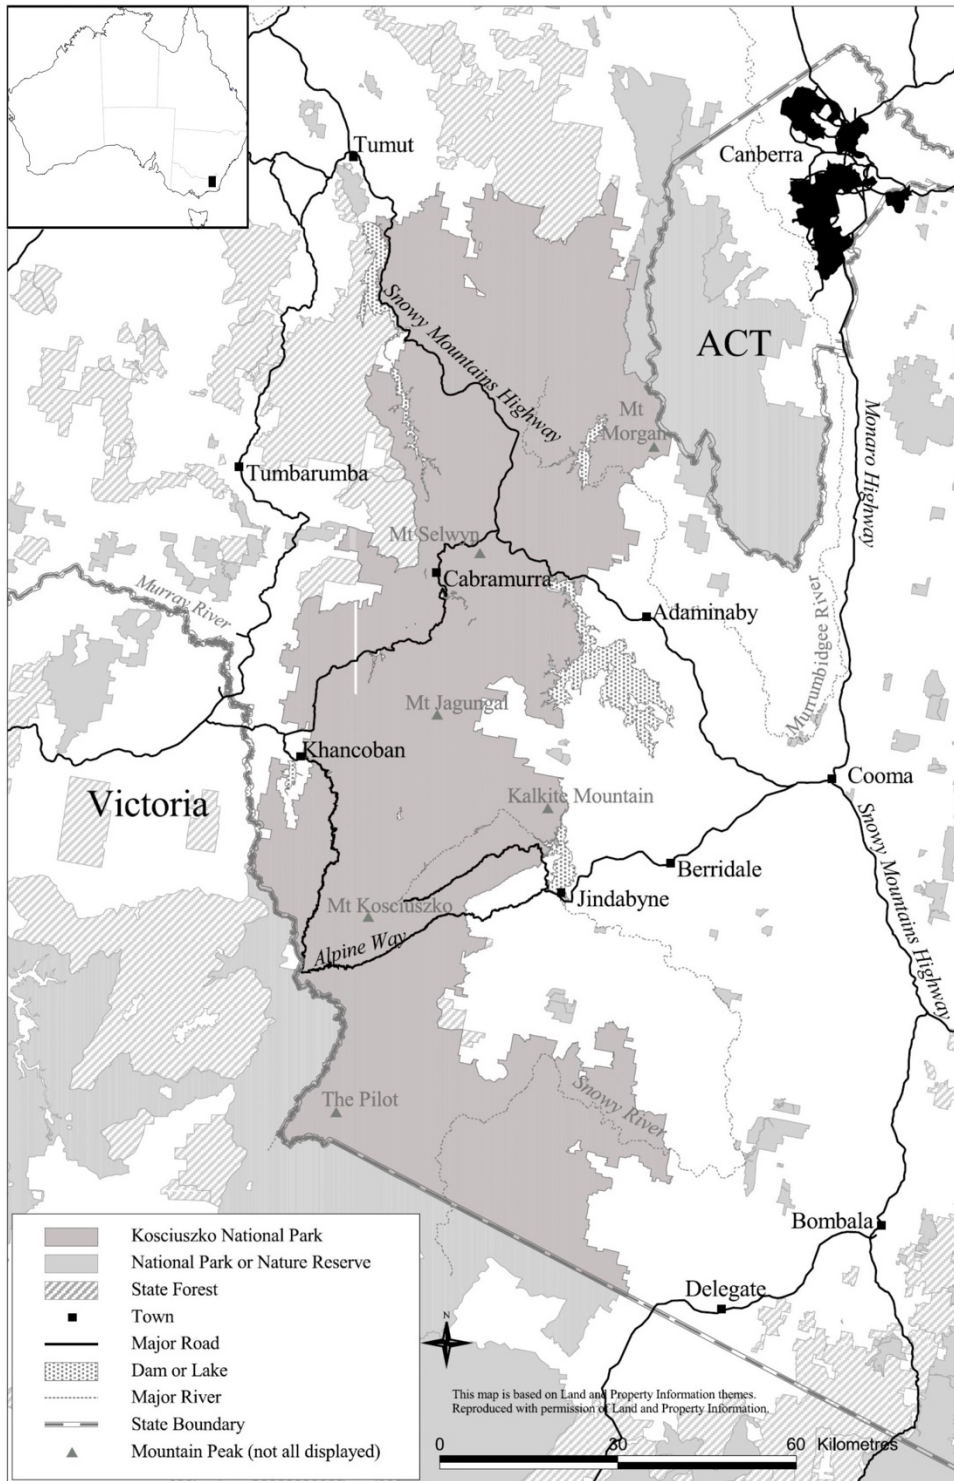 Tumut
Canberra
Snowy Mountains Highway
ACT
Mt
Morgan
Monaro Highway
Tumbarumba
Mt Selwyn
Cabramurra
Murray River
Adaminaby
Murrumbidgee River
Mt Jagungal
Khancoban
Cooma
Victoria
Kalkite Mountain
Snowy Mountains Highway
Berridale
Jindabyne
Mt Kosciuszko
Alpine Way
The Pilot
Snowy River
Bombala
Delegate
Kosciuszko National Park
National Park or Nature Reserve
State Forest
Town
Major Road
Dam or Lake
Major River
State Boundary
Mountain Peak (not all displayed)
N
This map is based on Land and Property Information themes.
Reproduced with permission of Land and Property Information.
0 30 60 Kilometres